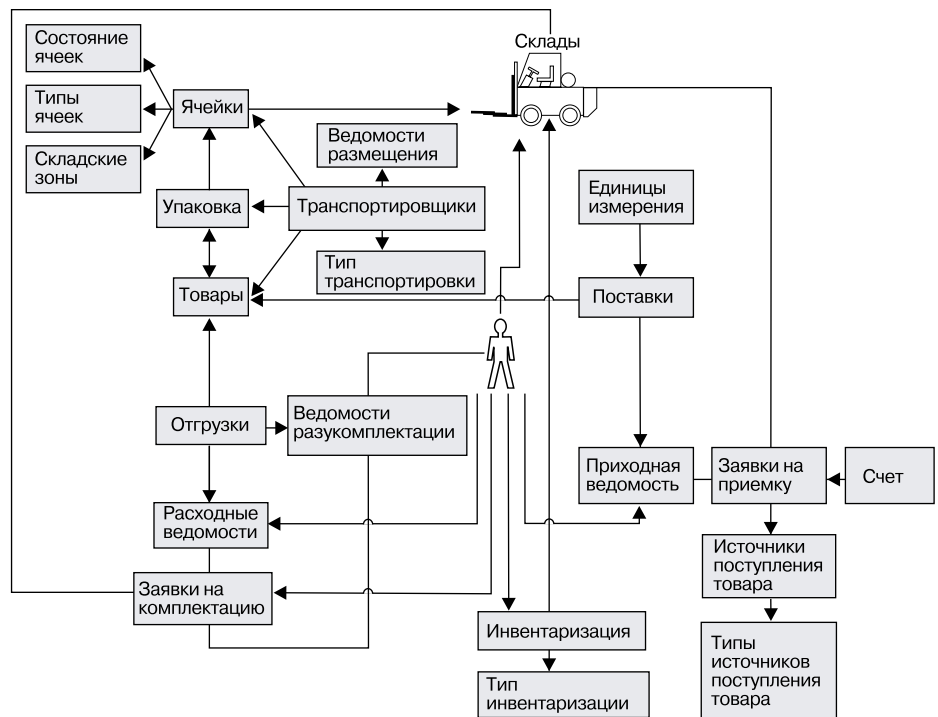 Склады
Состояние
ячеек
Типы
ячеек
Складские
зоны
Ячейки
Ведомости
размещения
Упаковка
Транспортировщики
Единицы
измерения
Тип
транспортировки
Товары
Поставки
Отгрузки
Ведомости
разукомплектации
Приходная
ведомость
Заявки на
приемку
Счет
Расходные
ведомости
Источники
поступления
товара
Заявки на
комплектацию
Инвентаризация
Типы
источников
поступления
товара
Тип
инвентаризации